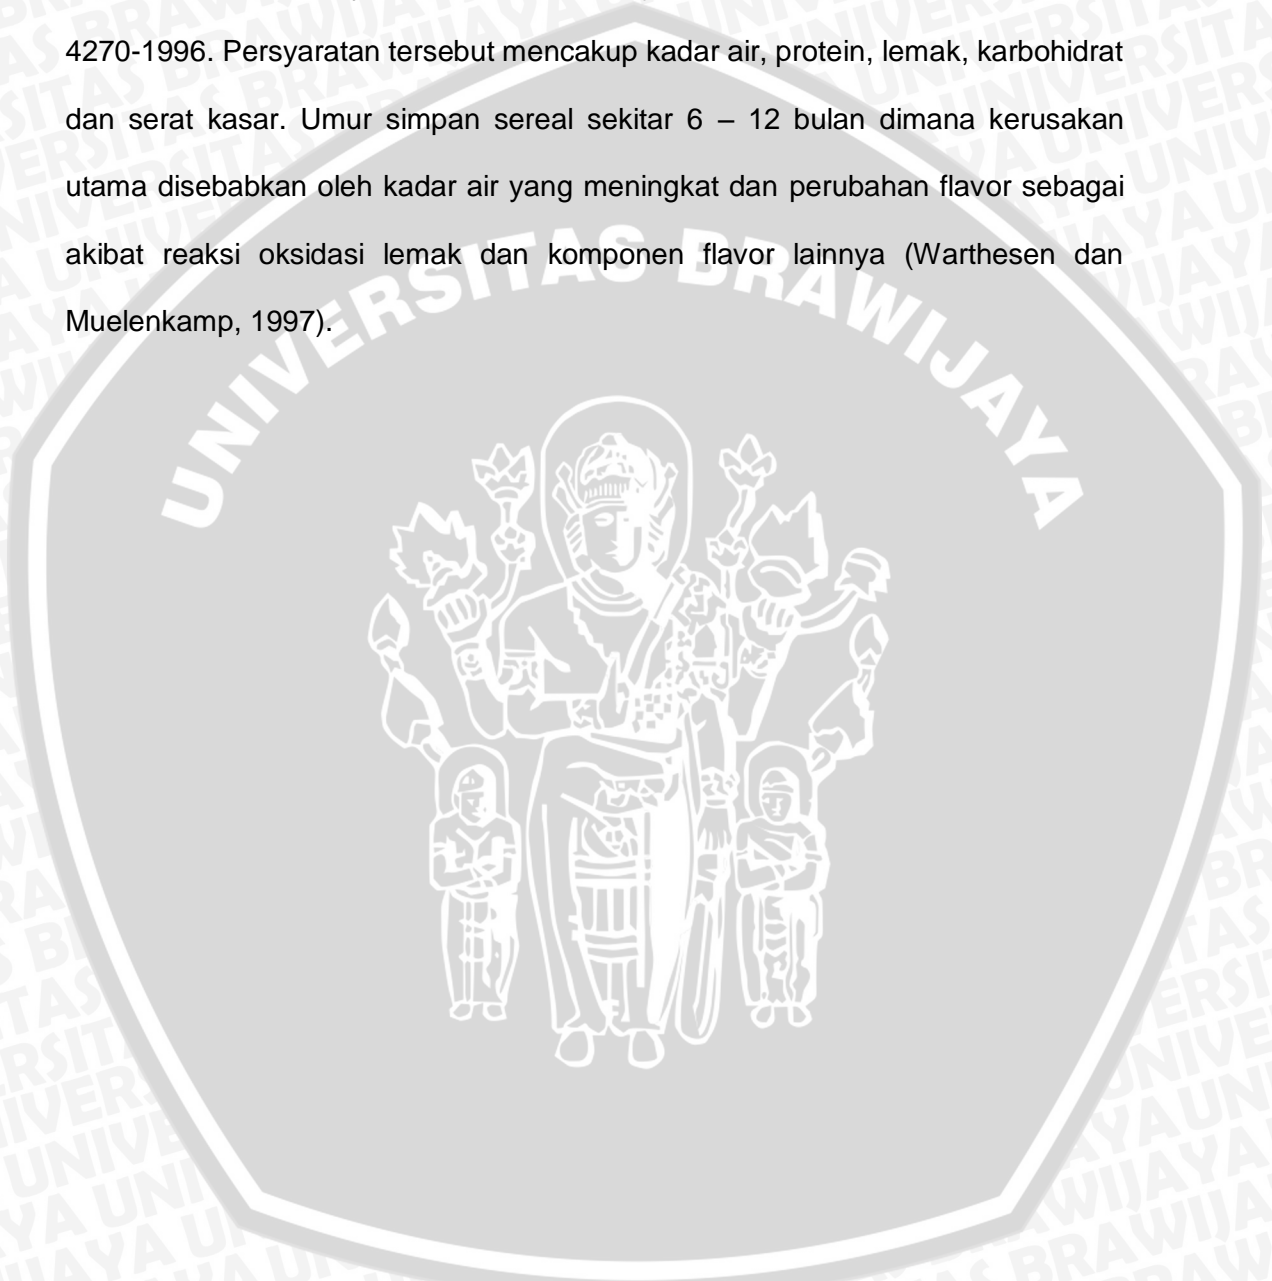 4270-1996. Persyaratan tersebut mencakup kadar air, protein, lemak, karbohidrat
dan serat kasar. Umur simpan sereal sekitar 6 – 12 bulan dimana kerusakan
utama disebabkan oleh kadar air yang meningkat dan perubahan flavor sebagai
akibat reaksi oksidasi lemak dan komponen flavor lainnya (Warthesen dan
Muelenkamp, 1997).
UNIVERSITAS BRAWIJAYA